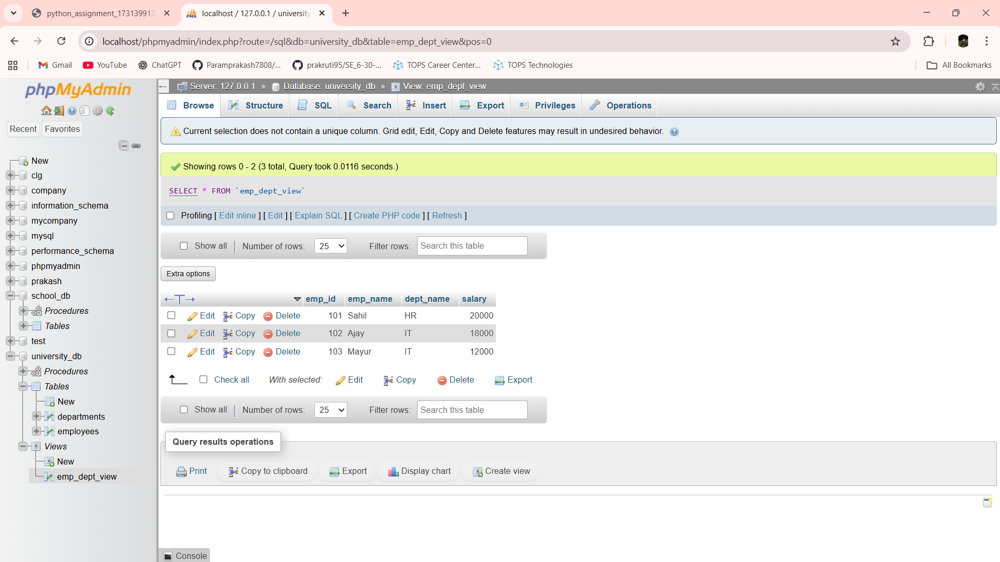 python_assignment_173139913
localhost / 127.0.0.1 / university
localhost/phpmyadmin/index.php?route=/sql&db=university_db&table=emp_dept_view&pos=0
Gmail YouTube ChatGPT Paramprakash7808/... prakruti95/SE_6-30-... TOPS Career Center... TOPS Technologies All Bookmarks
phpMyAdmin
Recent Favorites
New
clg
company
information_schema
mycompany
mysql
performance_schema
phpmyadmin
prakash
school_db
Procedures
Tables
test
university_db
Procedures
Tables
New
departments
employees
Views
New
emp_dept_view
Server: 127.0.0.1 » Database: university_db » View: emp_dept_view
Browse Structure SQL Search Insert Export Privileges Operations
Current selection does not contain a unique column. Grid edit, Edit, Copy and Delete features may result in undesired behavior.
Showing rows 0 - 2 (3 total, Query took 0.0116 seconds.)
SELECT * FROM `emp_dept_view`
Profiling [ Edit inline ] [ Edit ] [ Explain SQL ] [ Create PHP code ] [ Refresh ]
Show all Number of rows: 25 Filter rows: Search this table
Extra options
emp_id emp_name dept_name salary
Edit Copy Delete 101 Sahil HR 20000
Edit Copy Delete 102 Ajay IT 18000
Edit Copy Delete 103 Mayur IT 12000
Check all With selected: Edit Copy Delete Export
Show all Number of rows: 25 Filter rows: Search this table
Query results operations
Print Copy to clipboard Export Display chart Create view
Console